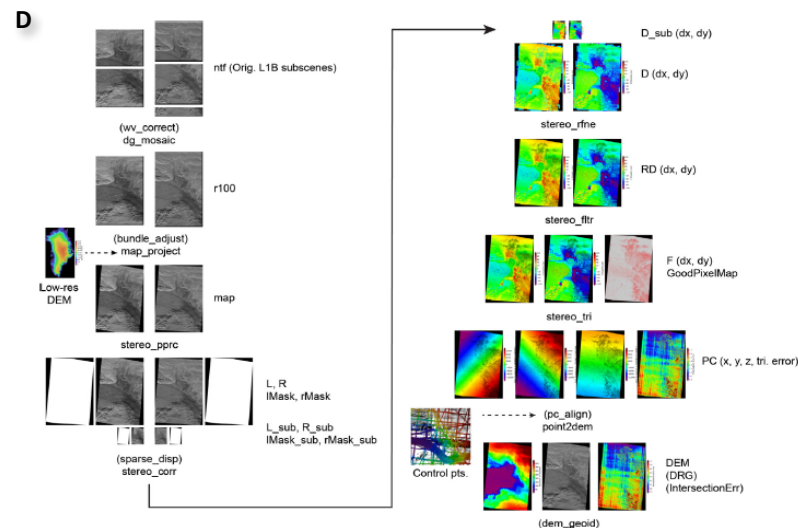 D
ntf (Orig. L1B subscenes)
(wv_correct)
dg_mosaic
r100
(bundle_adjust)
map_project
Low-res
DEM
map
stereo_pprc
L, R
lMask, rMask
L_sub, R_sub
lMask_sub, rMask_sub
(sparse_disp)
stereo_corr
D_sub (dx, dy)
D (dx, dy)
stereo_rfne
RD (dx, dy)
stereo_fltr
F (dx, dy)
GoodPixelMap
stereo_tri
PC (x, y, z, tri. error)
(pc_align)
point2dem
Control pts.
DEM
(DRG)
(IntersectionErr)
(dem_geoid)